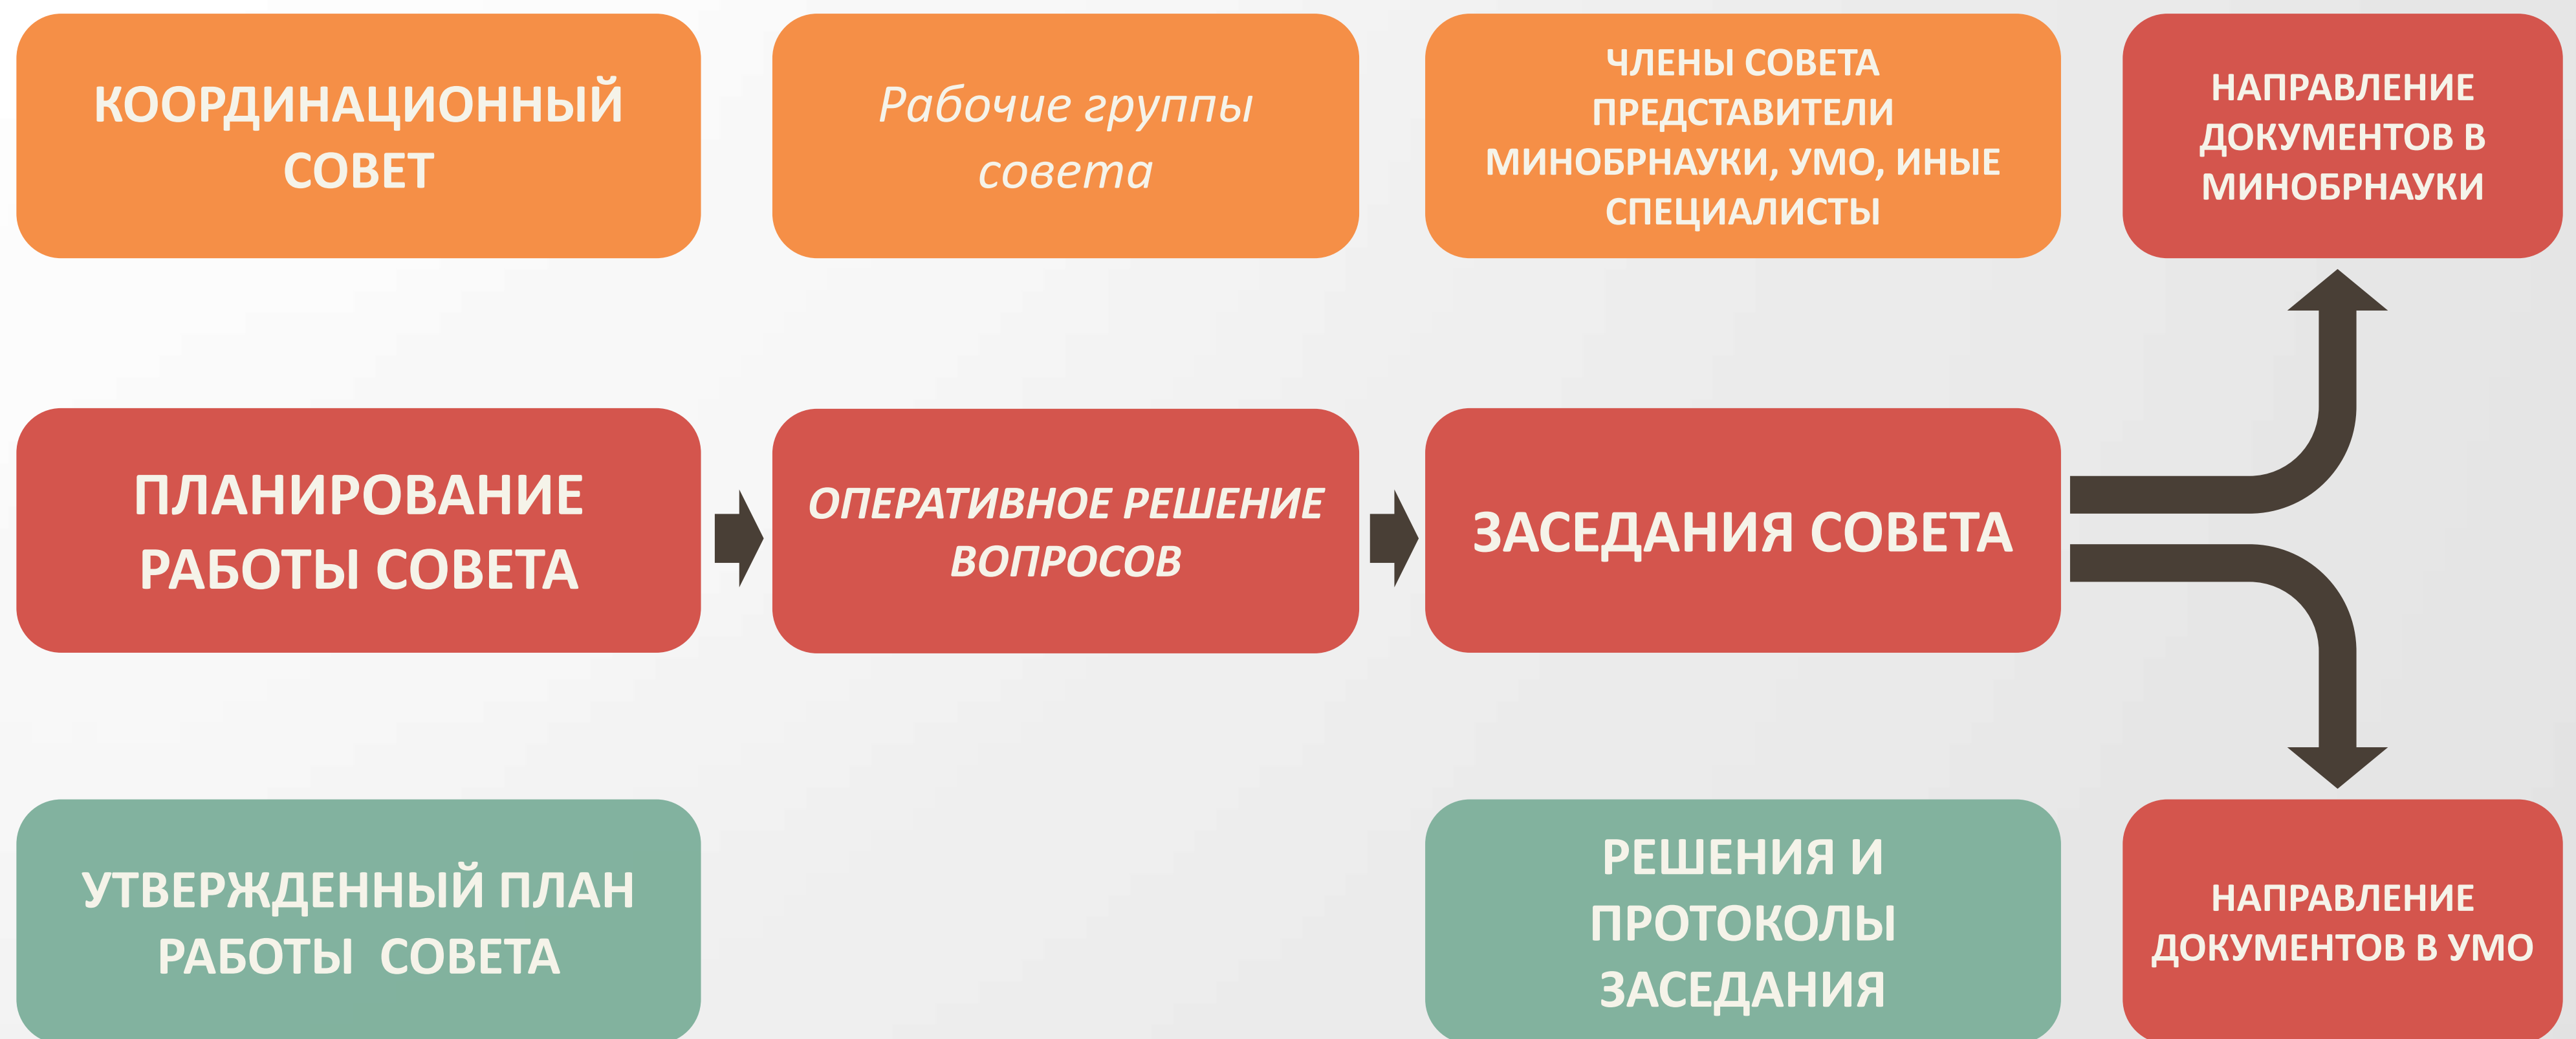 КООРДИНАЦИОННЫЙ
СОВЕТ
Рабочие группы
совета
ЧЛЕНЫ СОВЕТА
ПРЕДСТАВИТЕЛИ
МИНОБРНАУКИ, УМО, ИНЫЕ
СПЕЦИАЛИСТЫ
НАПРАВЛЕНИЕ
ДОКУМЕНТОВ В
МИНОБРНАУКИ
ПЛАНИРОВАНИЕ
РАБОТЫ СОВЕТА
ОПЕРАТИВНОЕ РЕШЕНИЕ
ВОПРОСОВ
ЗАСЕДАНИЯ СОВЕТА
УТВЕРЖДЕННЫЙ ПЛАН
РАБОТЫ СОВЕТА
РЕШЕНИЯ И
ПРОТОКОЛЫ
ЗАСЕДАНИЯ
НАПРАВЛЕНИЕ
ДОКУМЕНТОВ В УМО